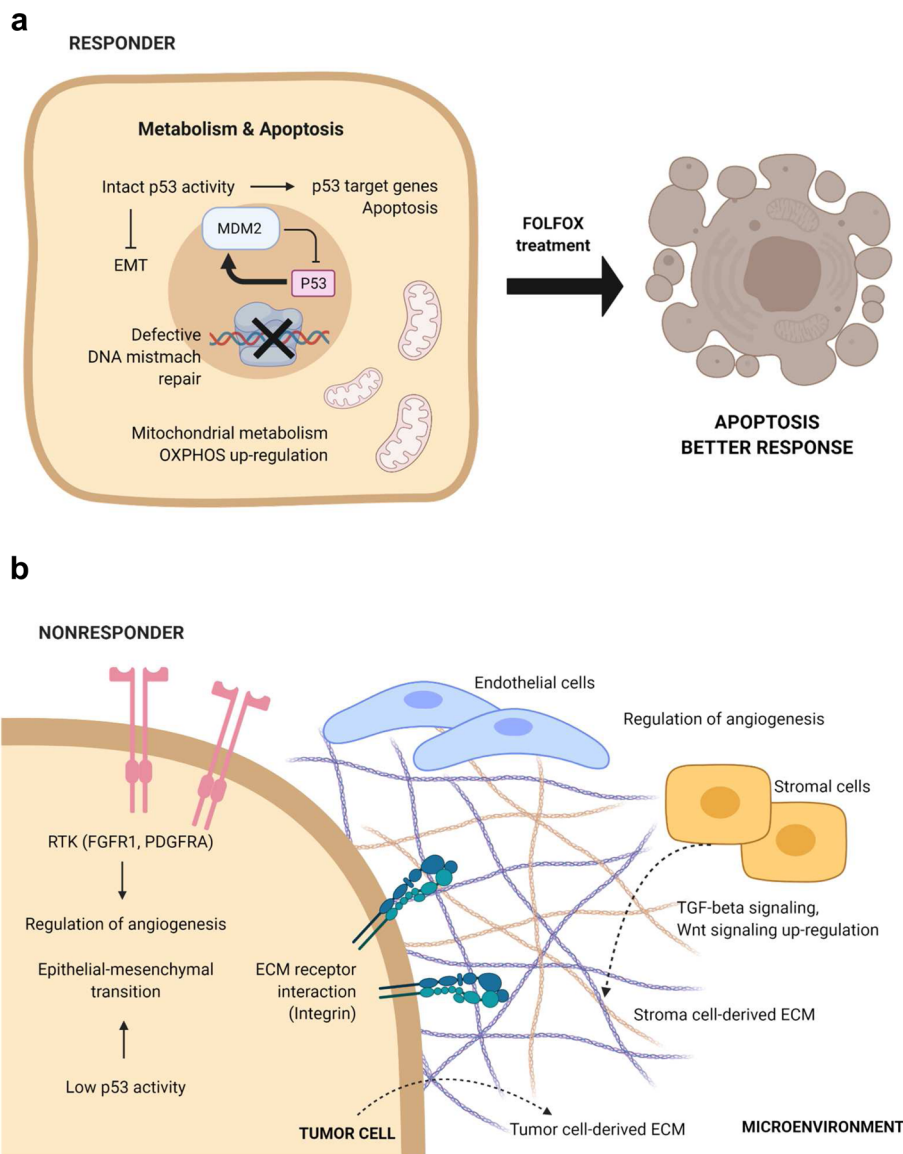 a
RESPONDER
Metabolism & Apoptosis
Intact p53 activity
p53 target genes
Apoptosis
MDM2
EMT
P53
Defective
DNA mistmach
repair
Mitochondrial metabolism
OXPHOS up-regulation
FOLFOX
treatment
APOPTOSIS
BETTER RESPONSE
b
NONRESPONDER
Endothelial cells
Regulation of angiogenesis
Stromal cells
RTK (FGFR1, PDGFRA)
Regulation of angiogenesis
Epithelial-mesenchymal
transition
Low p53 activity
ECM receptor
interaction
(Integrin)
TGF-beta signaling,
Wnt signaling up-regulation
Stroma cell-derived ECM
TUMOR CELL
Tumor cell-derived ECM
MICROENVIRONMENT